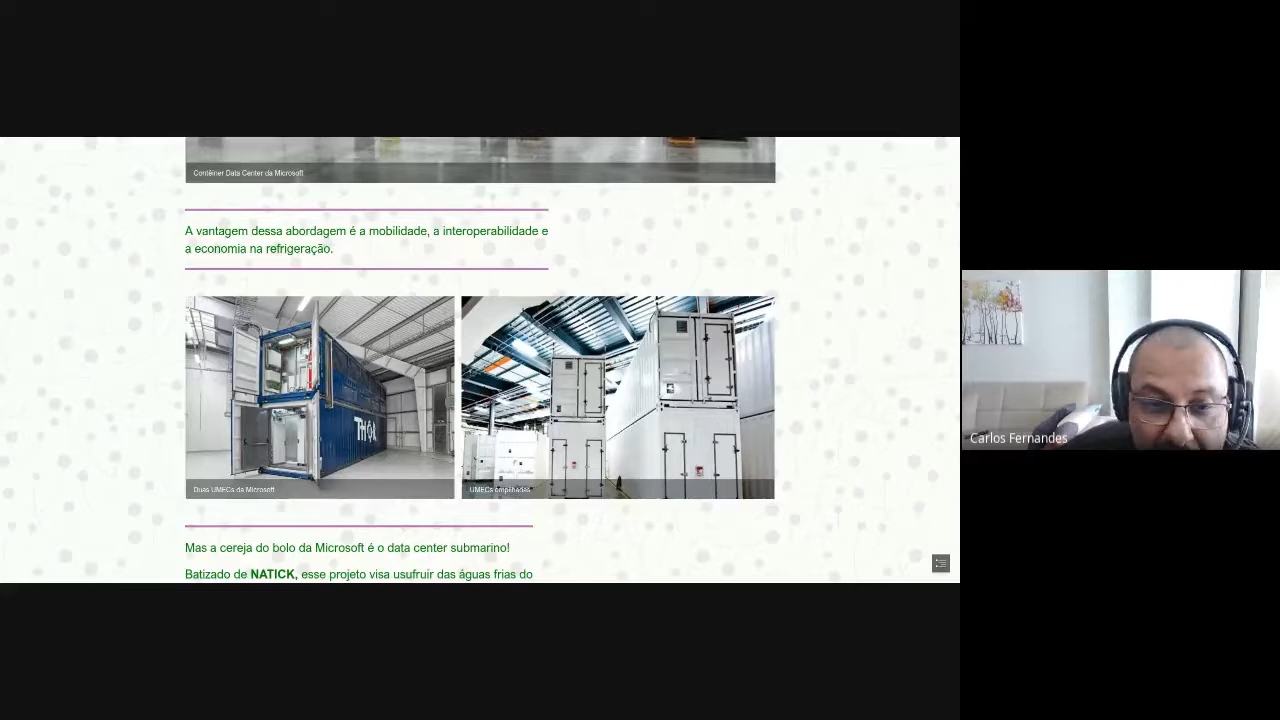 Contêiner Data Center da Microsoft
A vantagem dessa abordagem é a mobilidade, a interoperabilidade e
a economia na refrigeração.
Duas UMECs da Microsoft
UMECs empilhadas
Carlos Fernandes
Mas a cereja do bolo da Microsoft é o data center submarino!
Batizado de NATICK, esse projeto visa usufruir das águas frias do